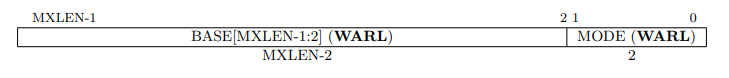 MXLEN-1 2 1 0
BASE[MXLEN-1:2] (WARL) MODE (WARL)
MXLEN-2 2